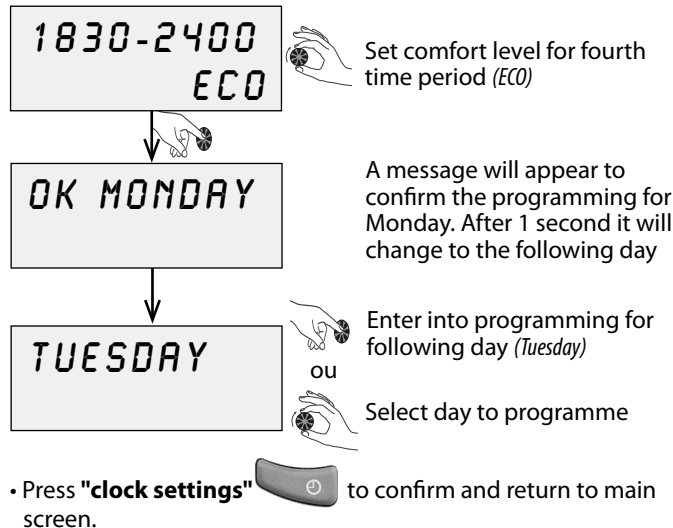 1830-2400
ECO
Set comfort level for fourth
time period (ECO)
OK MONDAY
A message will appear to
confirm the programming for
Monday. After 1 second it will
change to the following day
TUESDAY
Enter into programming for
following day (Tuesday)
ou
Select day to programme
• Press "clock settings" to confirm and return to main
screen.